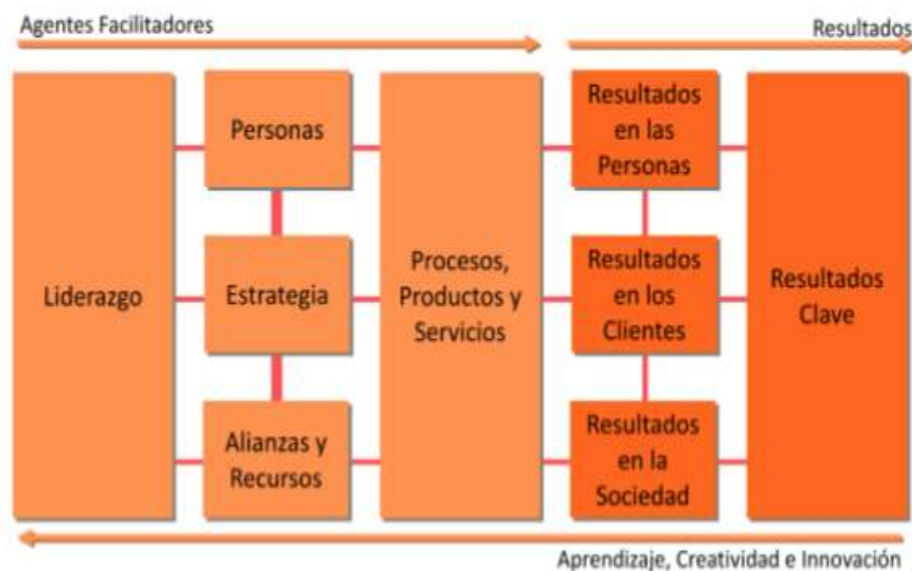 Agentes Facilitadores
Resultados
Liderazgo
Personas
Estrategia
Alianzas y
Recursos
Procesos,
Productos y
Servicios
Resultados
en las
Personas
Resultados
en los
Clientes
Resultados
en la
Sociedad
Resultados
Clave
Aprendizaje, Creatividad e Innovación